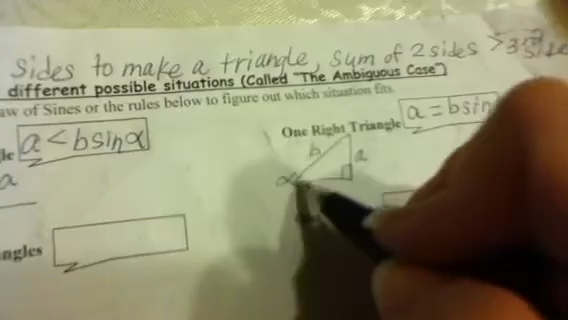 sides to make a triangle, sum of 2 sides > 3rd side
different possible situations (Called "The Ambiguous Case")
aw of Sines or the rules below to figure out which situation fits.
a < b sin α
One Right Triangle a = b sin
b a
a
α
ngles